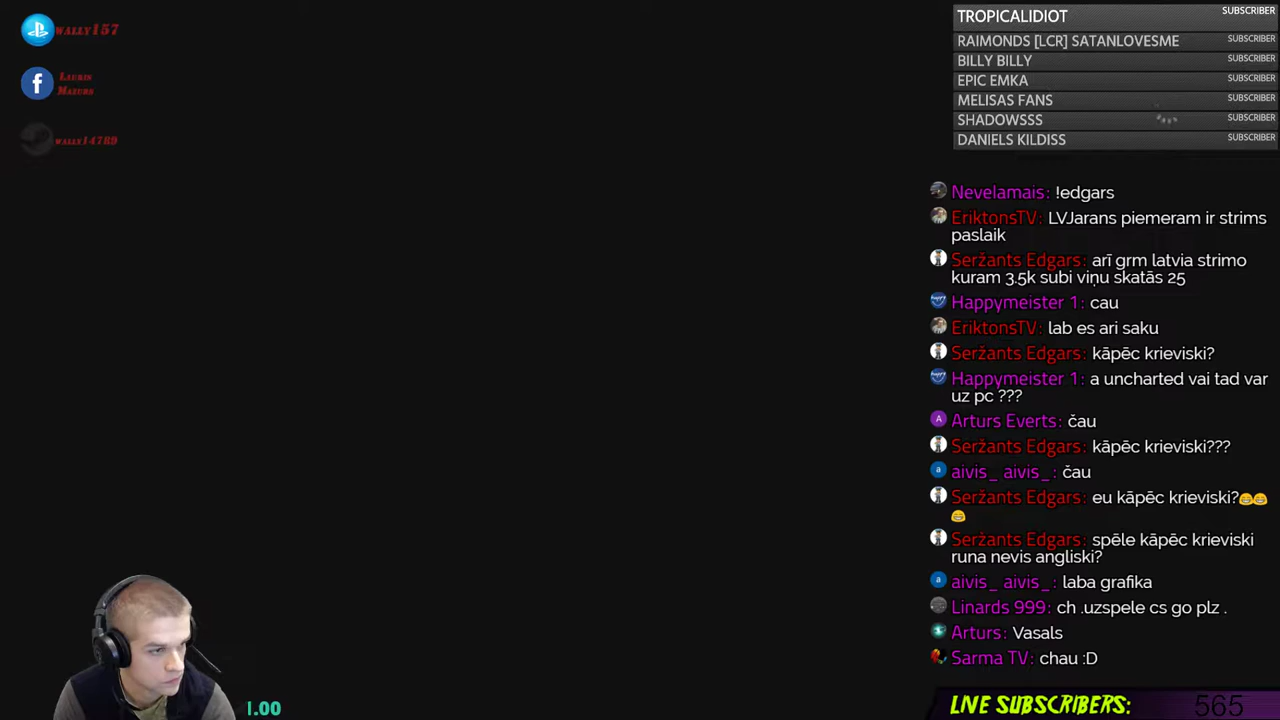 wally157
Laurin
Mazurs
wally14789
TROPICALIDIOT SUBSCRIBER
RAIMONDS [LCR] SATANLOVESME SUBSCRIBER
BILLY BILLY SUBSCRIBER
EPIC EMKA SUBSCRIBER
MELISAS FANS SUBSCRIBER
SHADOWSSS SUBSCRIBER
DANIELS KILDISS SUBSCRIBER
Nevelamais: !edgars
EriktonsTV: LVJarans piemeram ir strims
paslaik
Seržants Edgars: arī grm latvia strimo
kuram 3.5k subi viņu skatās 25
Happymeister 1: cau
EriktonsTV: lab es ari saku
Seržants Edgars: kāpēc krieviski?
Happymeister 1: a uncharted vai tad var
uz pc ???
Arturs Everts: čau
Seržants Edgars: kāpēc krieviski???
aivis_ aivis_: čau
Seržants Edgars: eu kāpēc krieviski?😂😂
😂
Seržants Edgars: spēle kāpēc krieviski
runa nevis angliski?
aivis_ aivis_: laba grafika
Linards 999: ch .uzspele cs go plz .
Arturs: Vasals
Sarma TV: chau :D
1.00
LIVE SUBSCRIBERS: 565